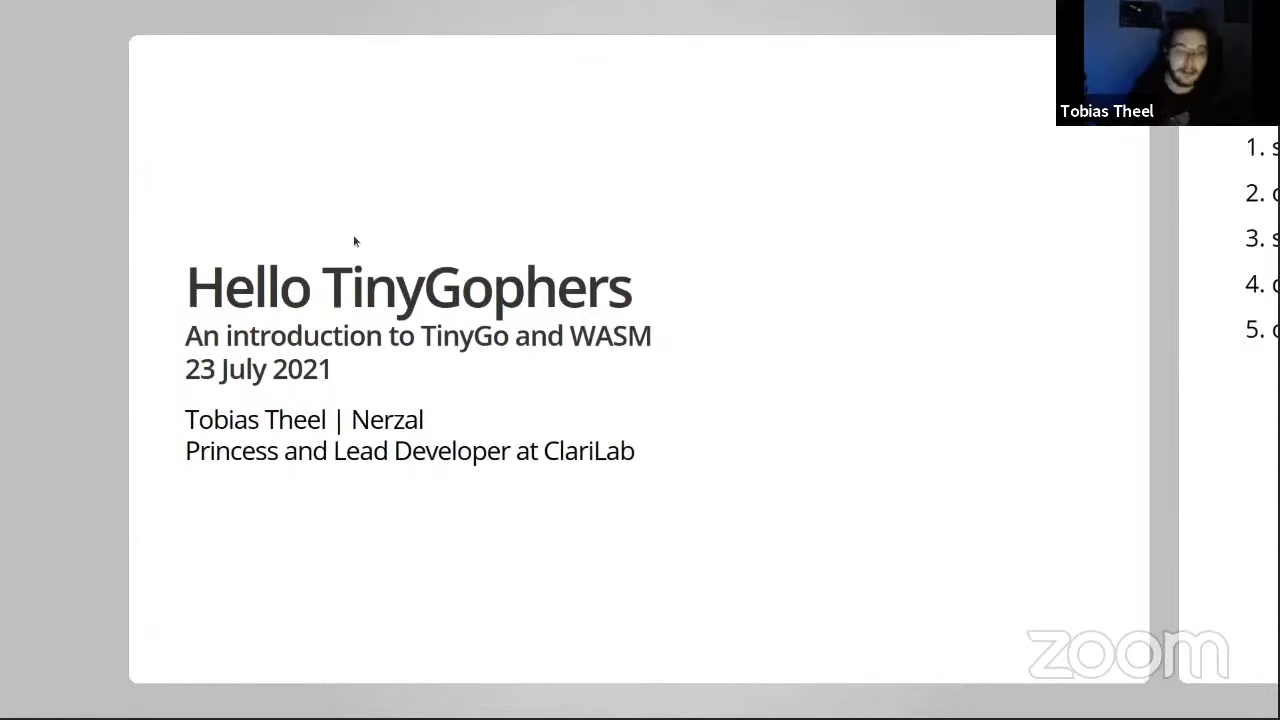 Tobias Theel
Hello TinyGophers
An introduction to TinyGo and WASM
23 July 2021
Tobias Theel | Nerzal
Princess and Lead Developer at ClariLab
1.
2.
3.
4.
5.
zoom